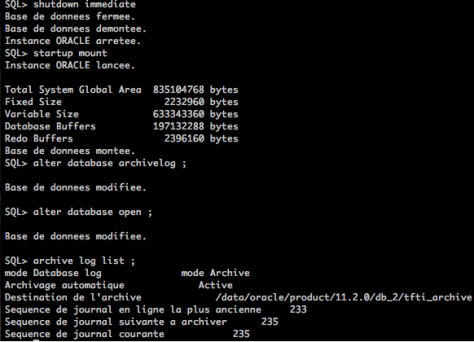 SQL> shutdown immediate
Base de donnees fermee.
Base de donnees demontee.
Instance ORACLE arretee.
SQL> startup mount
Instance ORACLE lancee.
Total System Global Area  835104768 bytes
Fixed Size                  2232960 bytes
Variable Size             633343360 bytes
Database Buffers          197132288 bytes
Redo Buffers                2396160 bytes
Base de donnees montee.
SQL> alter database archivelog ;
Base de donnees modifiee.
SQL> alter database open ;
Base de donnees modifiee.
SQL> archive log list ;
mode Database log              mode Archive
Archivage automatique             Active
Destination de l'archive            /data/oracle/product/11.2.0/db_2/tfti_archive
Sequence de journal en ligne la plus ancienne     233
Sequence de journal suivante a archiver     235
Sequence de journal courante          235